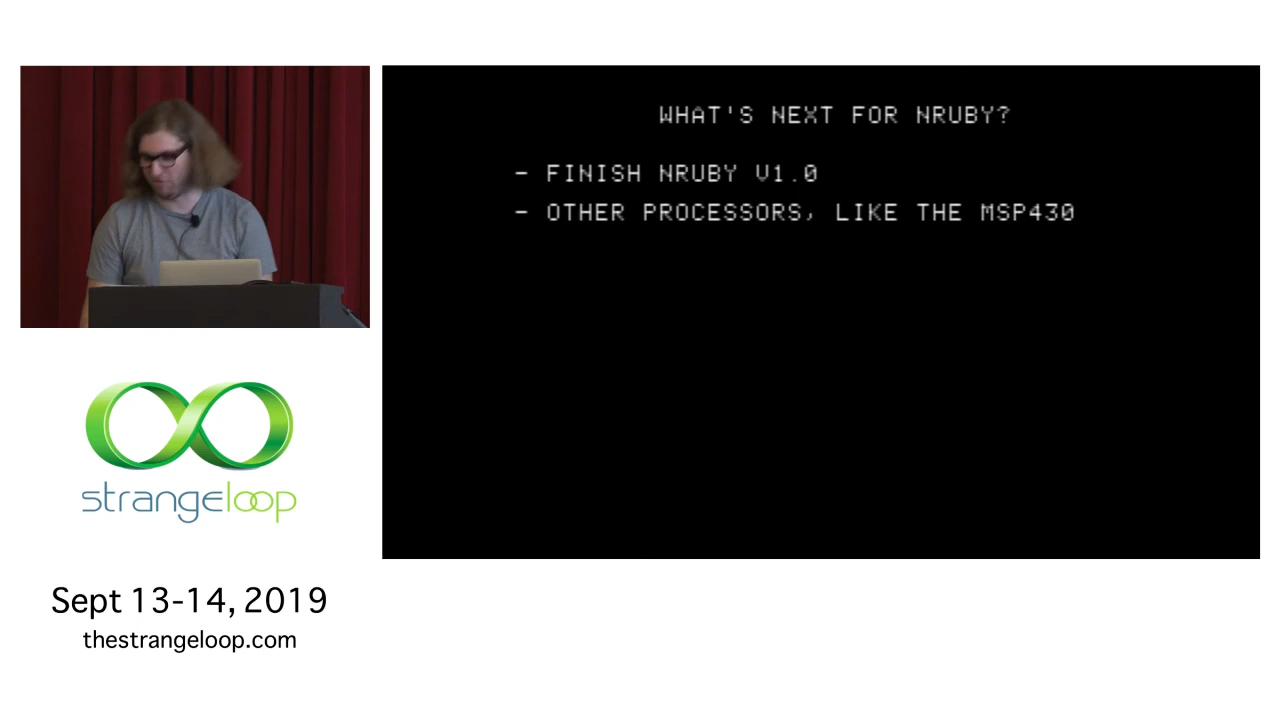 WHAT'S NEXT FOR NRUBY?
- FINISH NRUBY V1.0
- OTHER PROCESSORS, LIKE THE MSP430
strangeloop
Sept 13-14, 2019
thestrangeloop.com